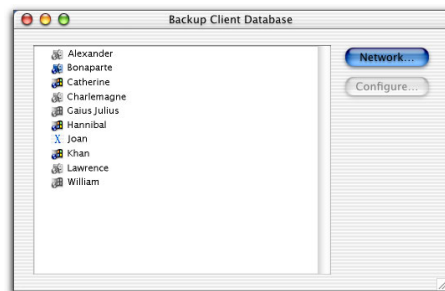 Backup Client Database
Alexander
Bonaparte
Catherine
Charlemagne
Gaius Julius
Hannibal
Joan
Khan
Lawrence
William
Network...
Configure...